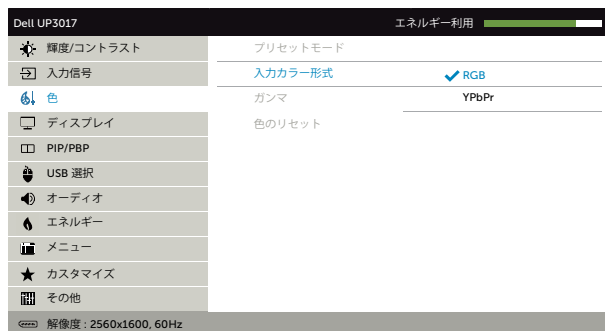 Dell UP3017 エネルギー利用
輝度/コントラスト プリセットモード
入力信号 入力カラー形式 RGB
色 ガンマ YPbPr
ディスプレイ 色のリセット
PIP/PBP
USB 選択
オーディオ
エネルギー
メニュー
カスタマイズ
その他
解像度 : 2560x1600, 60Hz